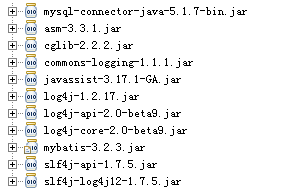 mysql-connector-java-5.1.7-bin.jar
asm-3.3.1.jar
cglib-2.2.2.jar
commons-logging-1.1.1.jar
javassist-3.17.1-GA.jar
log4j-1.2.17.jar
log4j-api-2.0-beta9.jar
log4j-core-2.0-beta9.jar
mybatis-3.2.3.jar
slf4j-api-1.7.5.jar
slf4j-log4j12-1.7.5.jar